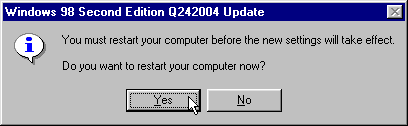 Windows 98 Second Edition Q242004 Update
You must restart your computer before the new settings will take effect.
Do you want to restart your computer now?
Yes
No